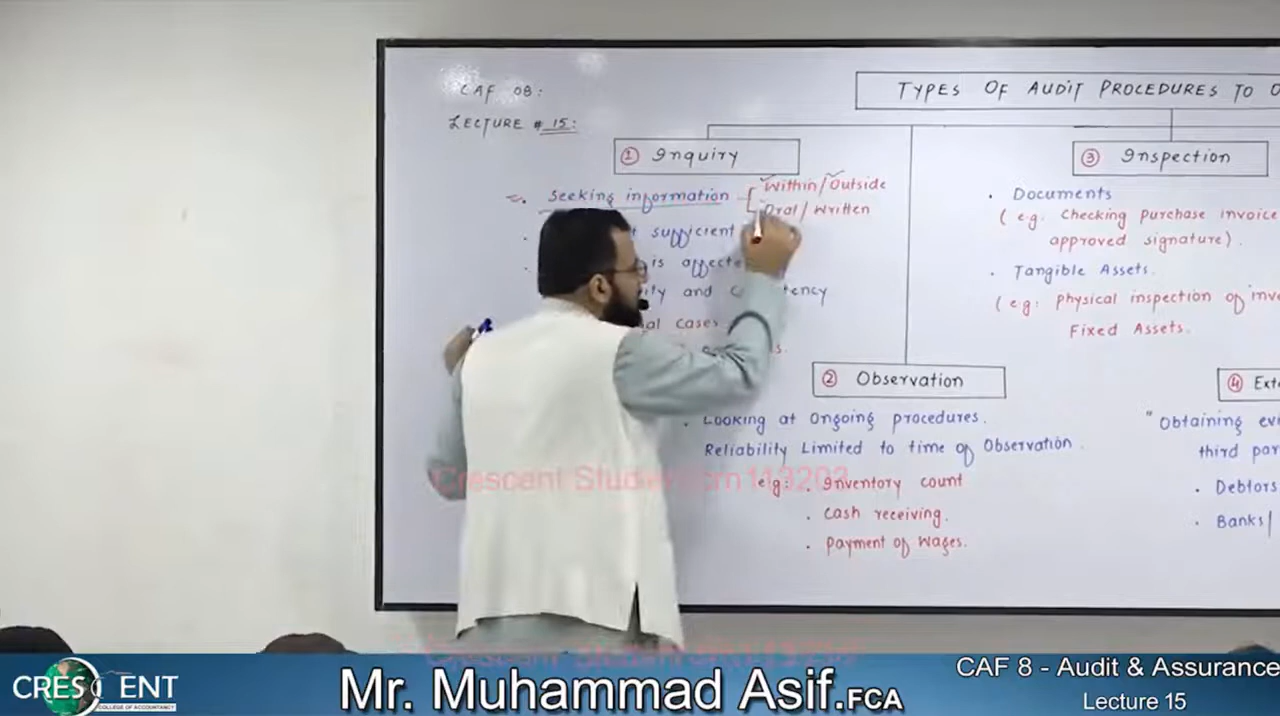 CAF 08:
LECTURE # 15:
TYPES OF AUDIT PROCEDURES TO O
① Inquiry
• Seeking information
Within/Outside
Oral/Written
sufficient
is affecte
ity and
tency
al cases
s.
② Observation
Looking at ongoing procedures.
Reliability Limited to time of Observation.
eg: • Inventory count
• Cash receiving.
• Payment of Wages.
③ Inspection
• Documents
(e.g. Checking purchase invoice
approved signature).
• Tangible Assets.
(eg: physical inspection of inve
Fixed Assets.
④ Ext
"Obtaining evi
third par
• Debtors
• Banks/
CRESCENT
COLLEGE OF ACCOUNTANCY
Mr. Muhammad Asif.FCA
CAF 8 - Audit & Assurance
Lecture 15